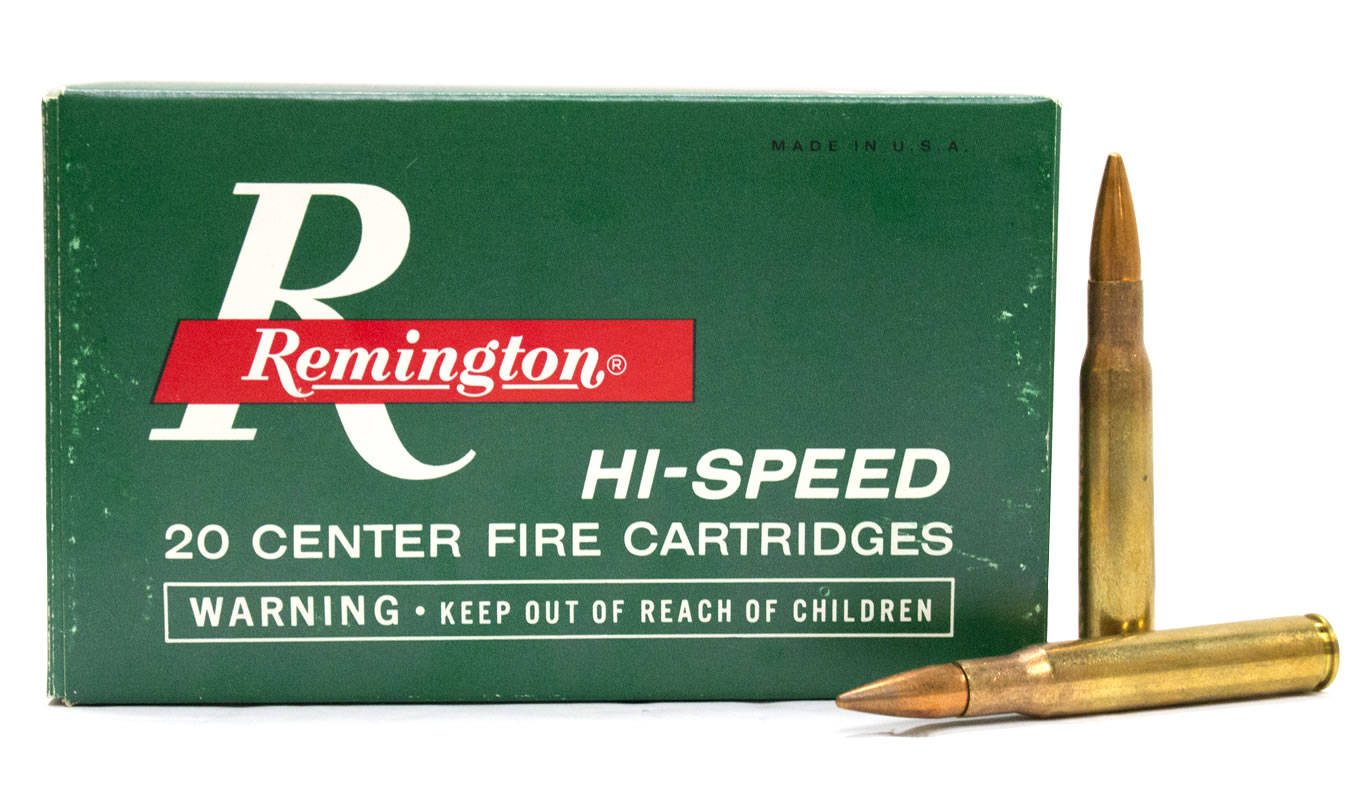 MADE IN U.S.A.
R
Remington®
HI-SPEED
20 CENTER FIRE CARTRIDGES
WARNING • KEEP OUT OF REACH OF CHILDREN